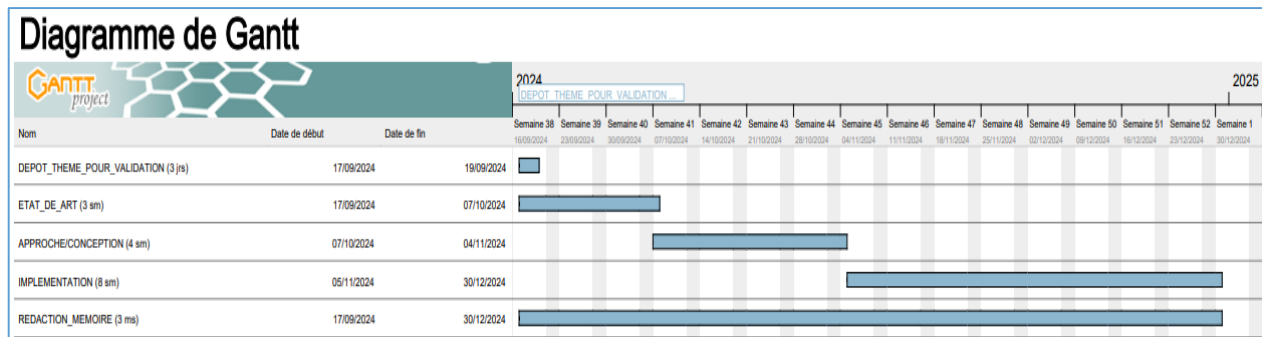 Diagramme de Gantt
GANTT project
2024 2025
DEPOT_THEME_POUR_VALIDATION ...
Nom Date de début Date de fin
Semaine 38 Semaine 39 Semaine 40 Semaine 41 Semaine 42 Semaine 43 Semaine 44 Semaine 45 Semaine 46 Semaine 47 Semaine 48 Semaine 49 Semaine 50 Semaine 51 Semaine 52 Semaine 1
16/09/2024 23/09/2024 30/09/2024 07/10/2024 14/10/2024 21/10/2024 28/10/2024 04/11/2024 11/11/2024 18/11/2024 25/11/2024 02/12/2024 09/12/2024 16/12/2024 23/12/2024 30/12/2024
DEPOT_THEME_POUR_VALIDATION (3 jrs) 17/09/2024 19/09/2024
ETAT_DE_ART (3 sm) 17/09/2024 07/10/2024
APPROCHE/CONCEPTION (4 sm) 07/10/2024 04/11/2024
IMPLEMENTATION (8 sm) 05/11/2024 30/12/2024
REDACTION_MEMOIRE (3 ms) 17/09/2024 30/12/2024